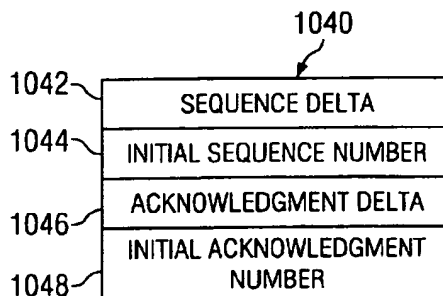 1040
1042
SEQUENCE DELTA
1044
INITIAL SEQUENCE NUMBER
1046
ACKNOWLEDGMENT DELTA
1048
INITIAL ACKNOWLEDGMENT
NUMBER